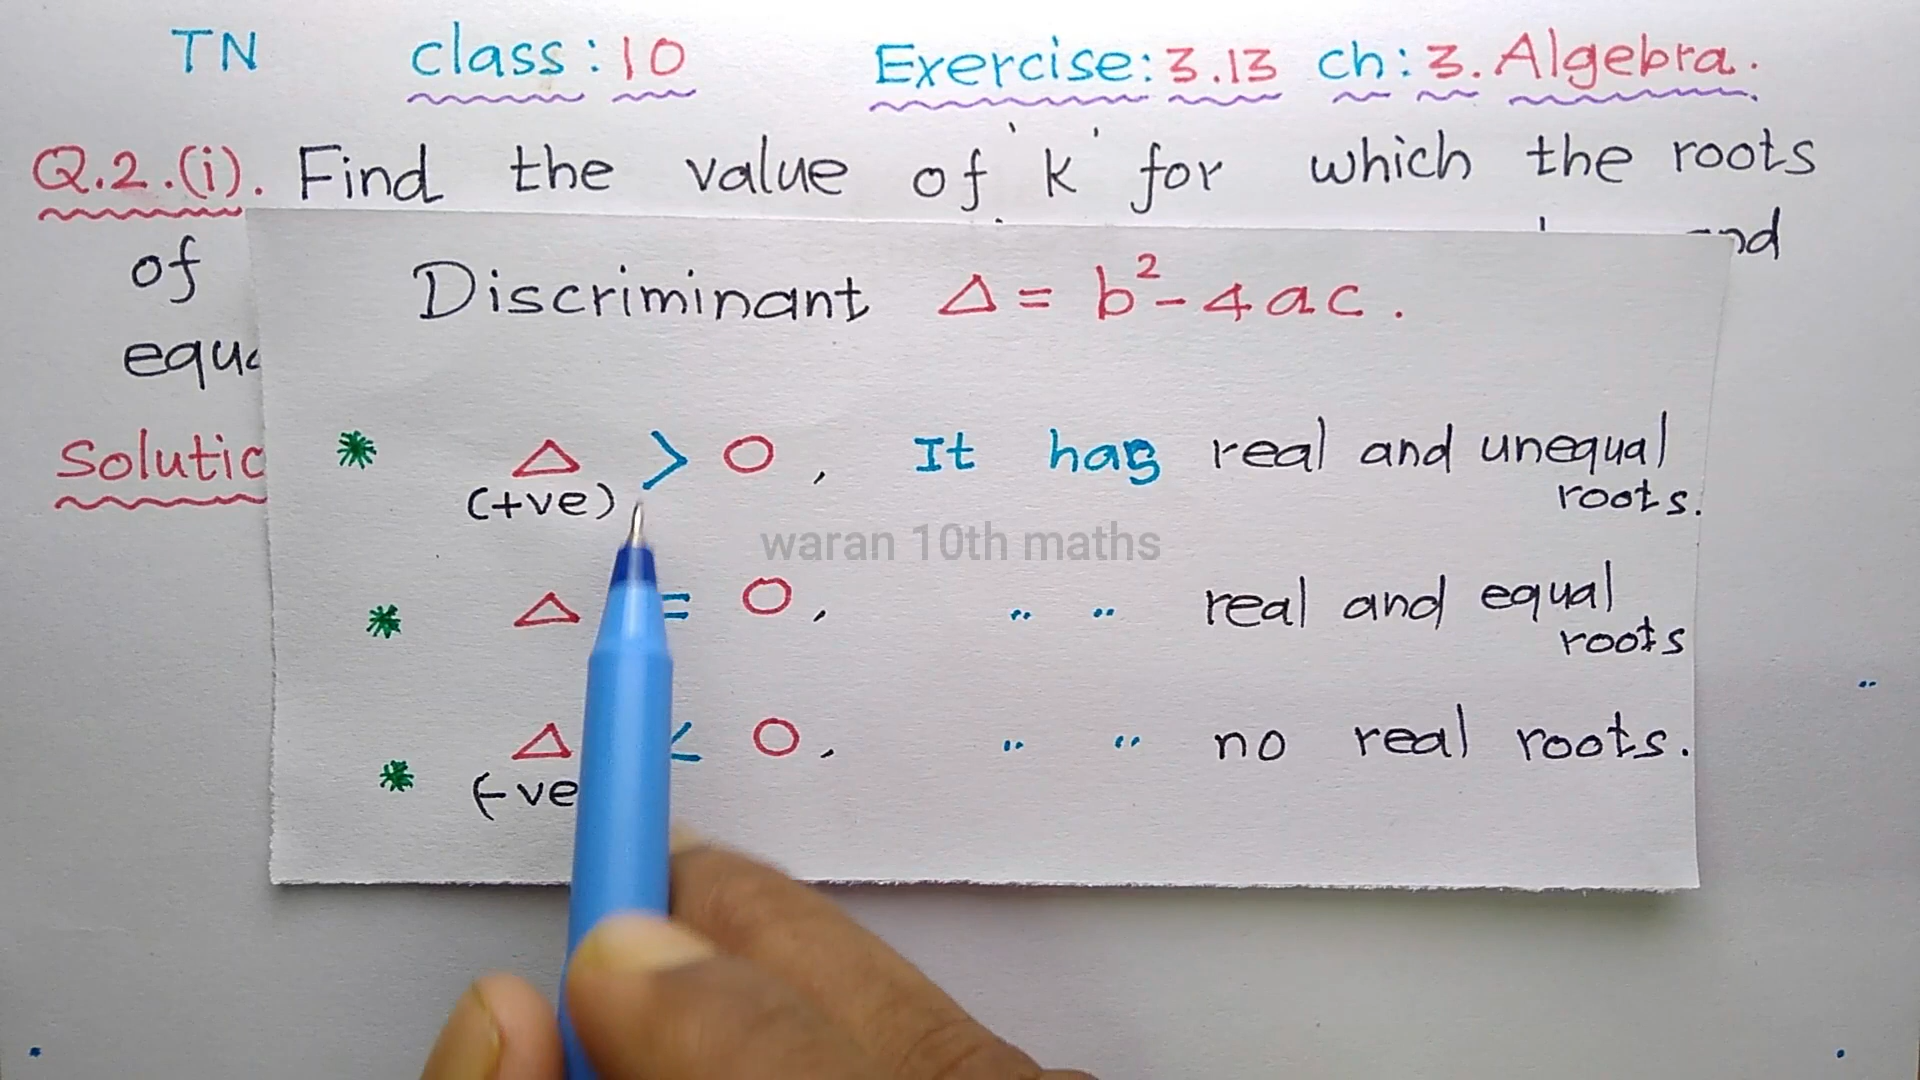 TN class: 10 Exercise: 3.13 ch: 3. Algebra.
Q.2.(i). Find the value of 'k' for which the roots
of
Discriminant Δ = b² - 4ac.
* Δ > 0, It has real and unequal
(+ve) roots.
waran 10th maths
* Δ = 0, " " real and equal
roots
* Δ < 0, " " no real roots.
(-ve